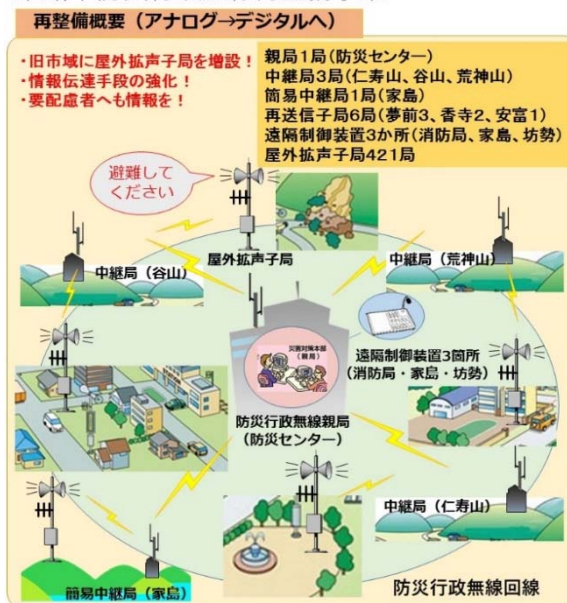 再整備概要（アナログ→デジタルへ）
・旧市域に屋外拡声子局を増設！
・情報伝達手段の強化！
・要配慮者へも情報を！
親局1局（防災センター）
中継局3局（仁寿山、谷山、荒神山）
簡易中継局1局（家島）
再送信子局6局（夢前3、香寺2、安富1）
遠隔制御装置3か所（消防局、家島、坊勢）
屋外拡声子局421局
避難して
ください
中継局（谷山）
屋外拡声子局
中継局（荒神山）
災害対策本部
（親局）
遠隔制御装置3箇所
（消防局・家島・坊勢）
防災行政無線親局
（防災センター）
中継局（仁寿山）
簡易中継局（家島）
防災行政無線回線